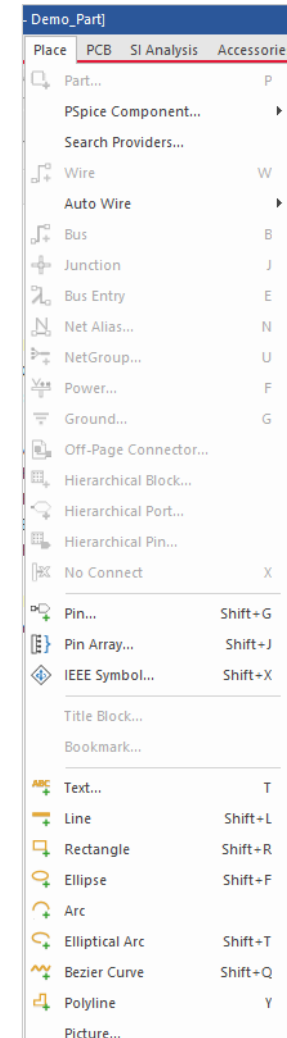 - Demo_Part]
Place PCB SI Analysis Accessorie
Part... P
PSpice Component...
Search Providers...
Wire W
Auto Wire
Bus B
Junction J
Bus Entry E
Net Alias... N
NetGroup... U
Power... F
Ground... G
Off-Page Connector...
Hierarchical Block...
Hierarchical Port...
Hierarchical Pin...
No Connect X
Pin... Shift+G
Pin Array... Shift+J
IEEE Symbol... Shift+X
Title Block...
Bookmark...
ABC Text... T
Line Shift+L
Rectangle Shift+R
Ellipse Shift+F
Arc
Elliptical Arc Shift+T
Bezier Curve Shift+Q
Polyline Y
Picture...